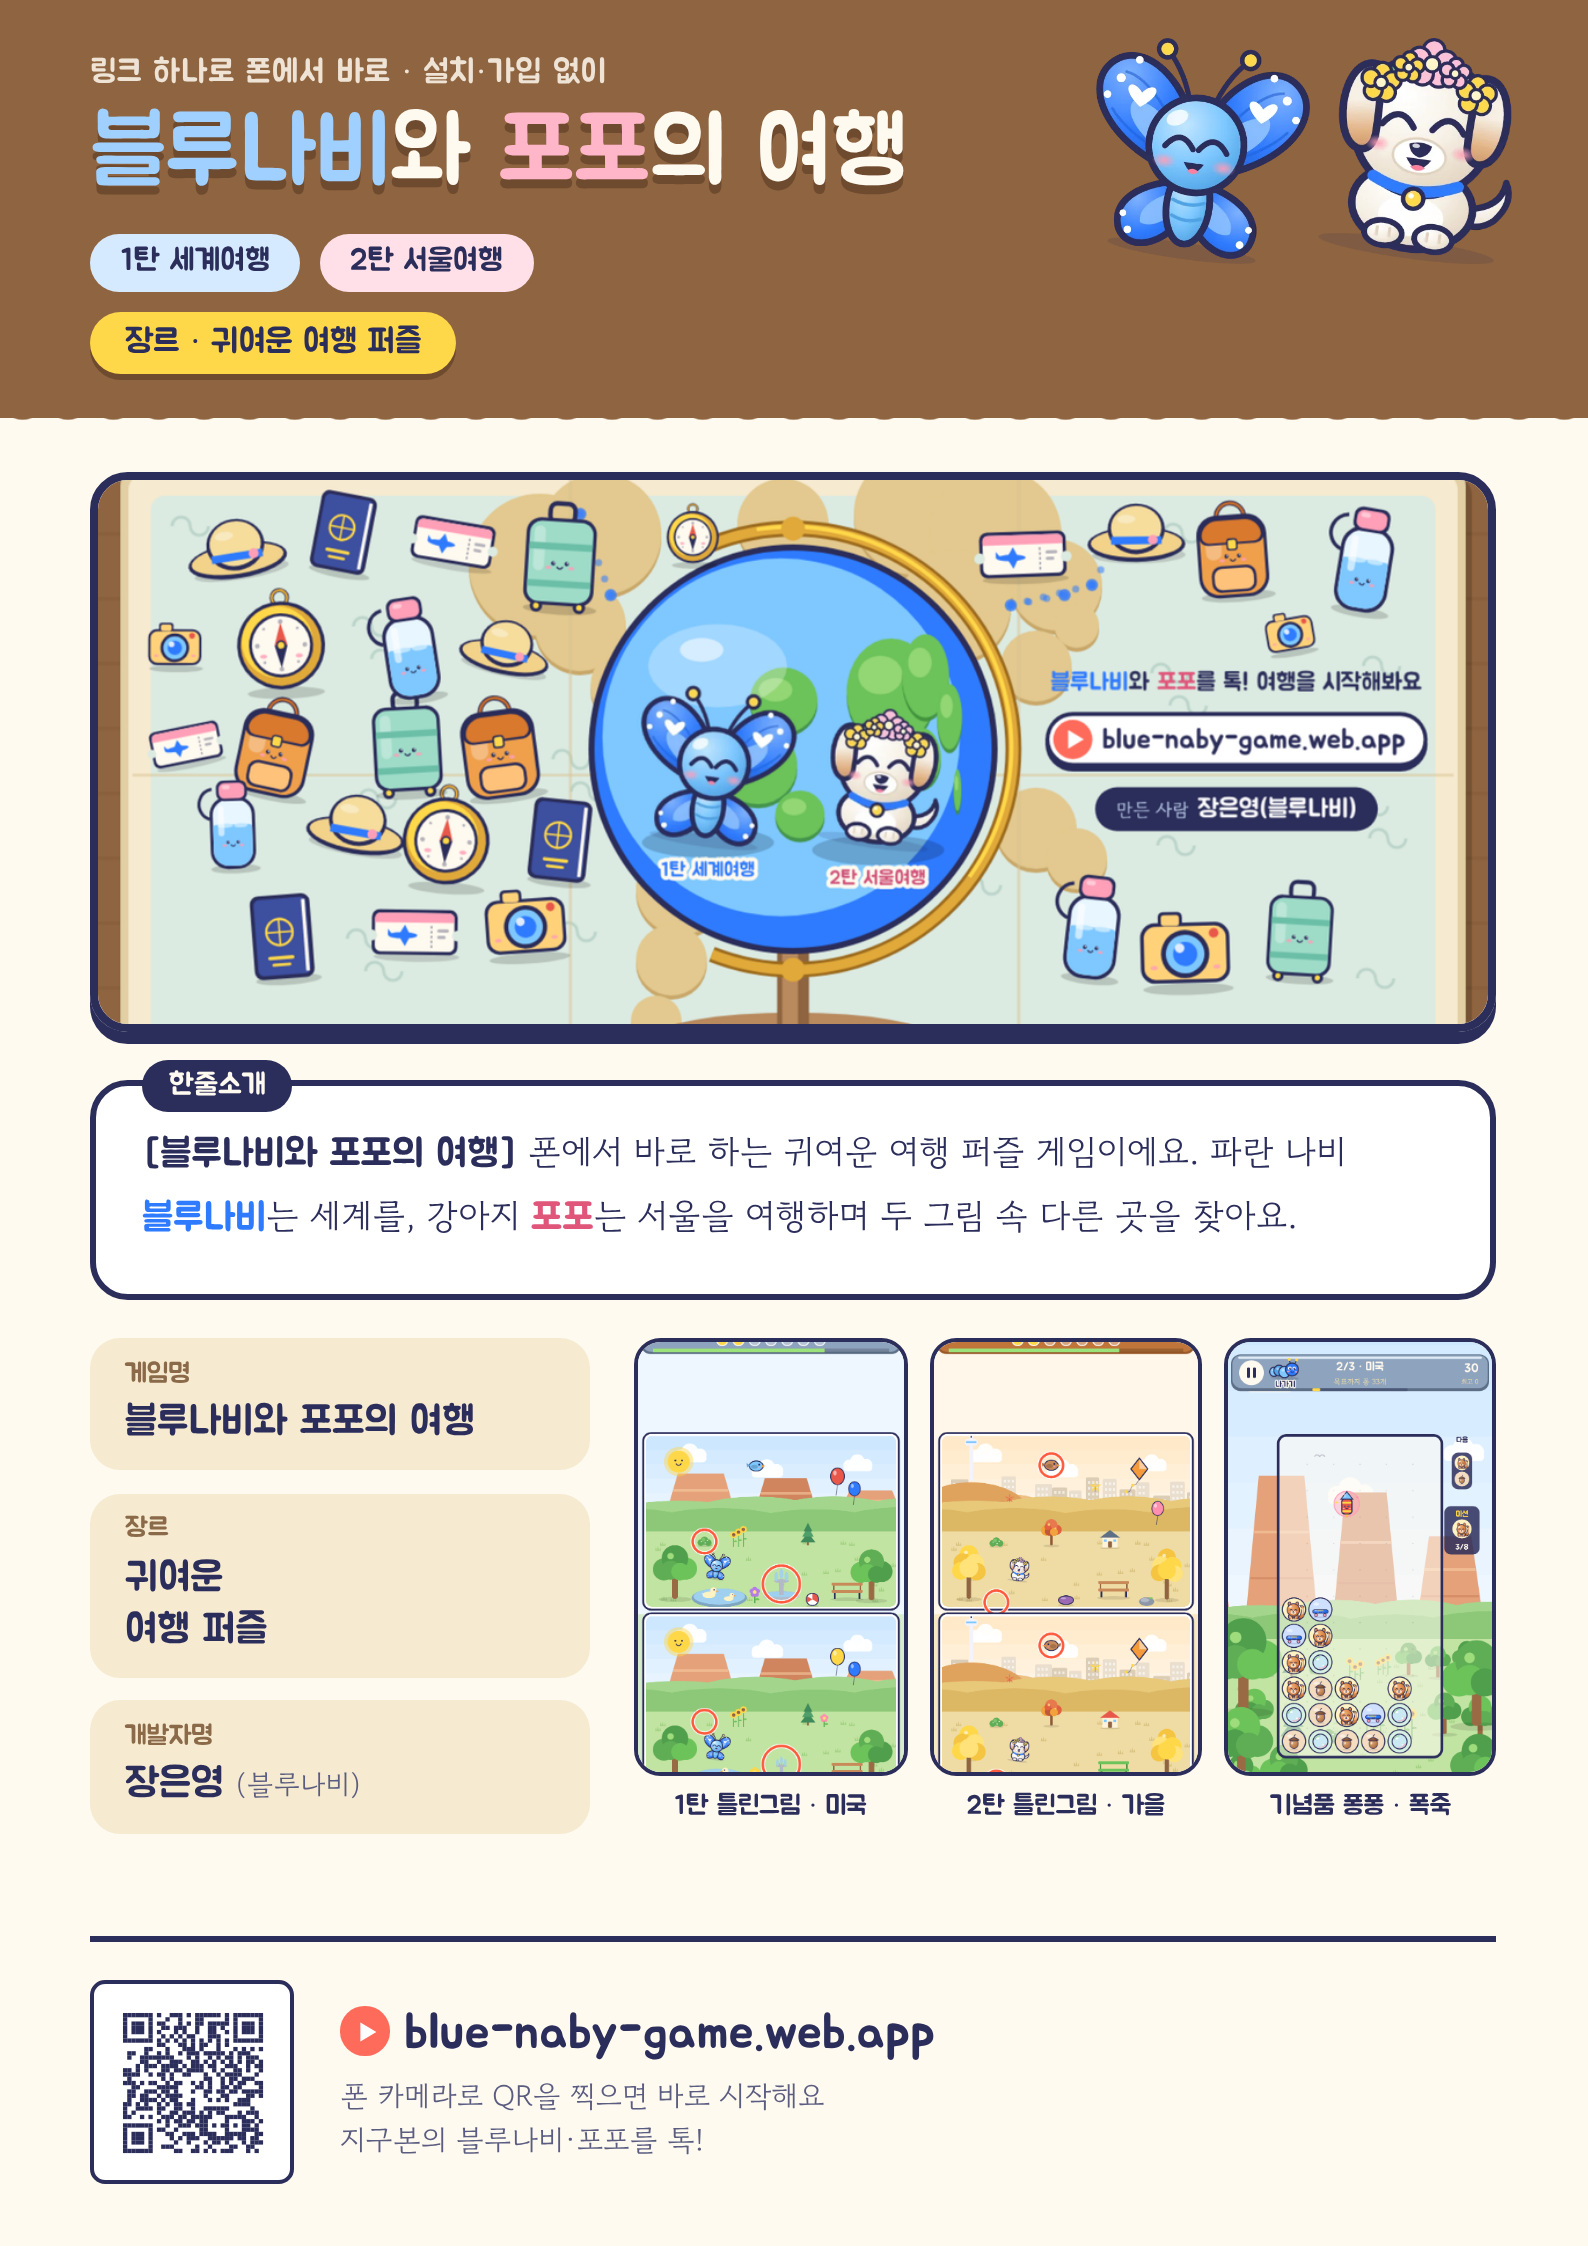 링크 하나로 폰에서 바로 · 설치·가입 없이
블루나비와 포포의 여행
1탄 세계여행
2탄 서울여행
장르 · 귀여운 여행 퍼즐
블루나비와 포포를 톡! 여행을 시작해봐요
blue-naby-game.web.app
만든 사람 장은영(블루나비)
1탄 세계여행
2탄 서울여행
한줄소개
[블루나비와 포포의 여행] 폰에서 바로 하는 귀여운 여행 퍼즐 게임이에요. 파란 나비
블루나비는 세계를, 강아지 포포는 서울을 여행하며 두 그림 속 다른 곳을 찾아요.
게임명
블루나비와 포포의 여행
장르
귀여운
여행 퍼즐
개발자명
장은영 (블루나비)
나가기
2/3 · 미국
30
다음
미션
3/8
1탄 틀린그림 · 미국
2탄 틀린그림 · 가을
기념품 퐁퐁 · 폭죽
blue-naby-game.web.app
폰 카메라로 QR을 찍으면 바로 시작해요
지구본의 블루나비·포포를 톡!